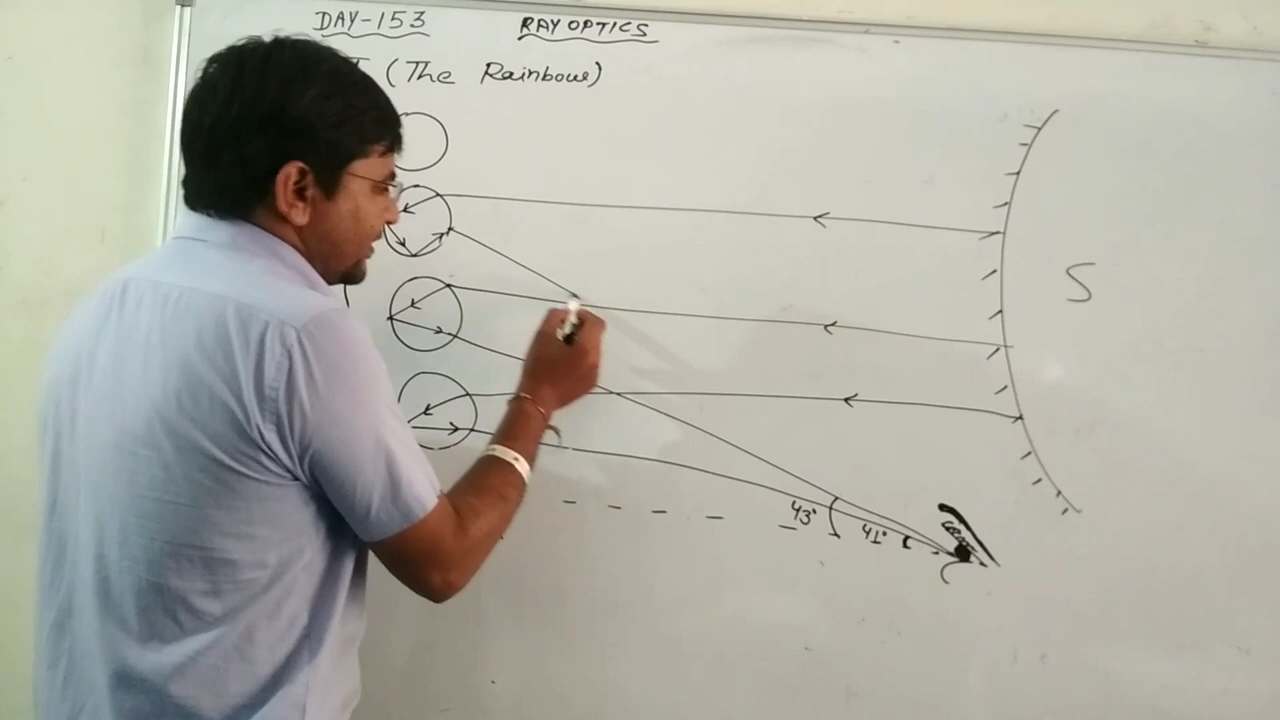 DAY-153
RAY OPTICS
(The Rainbow)
S
43°
41°